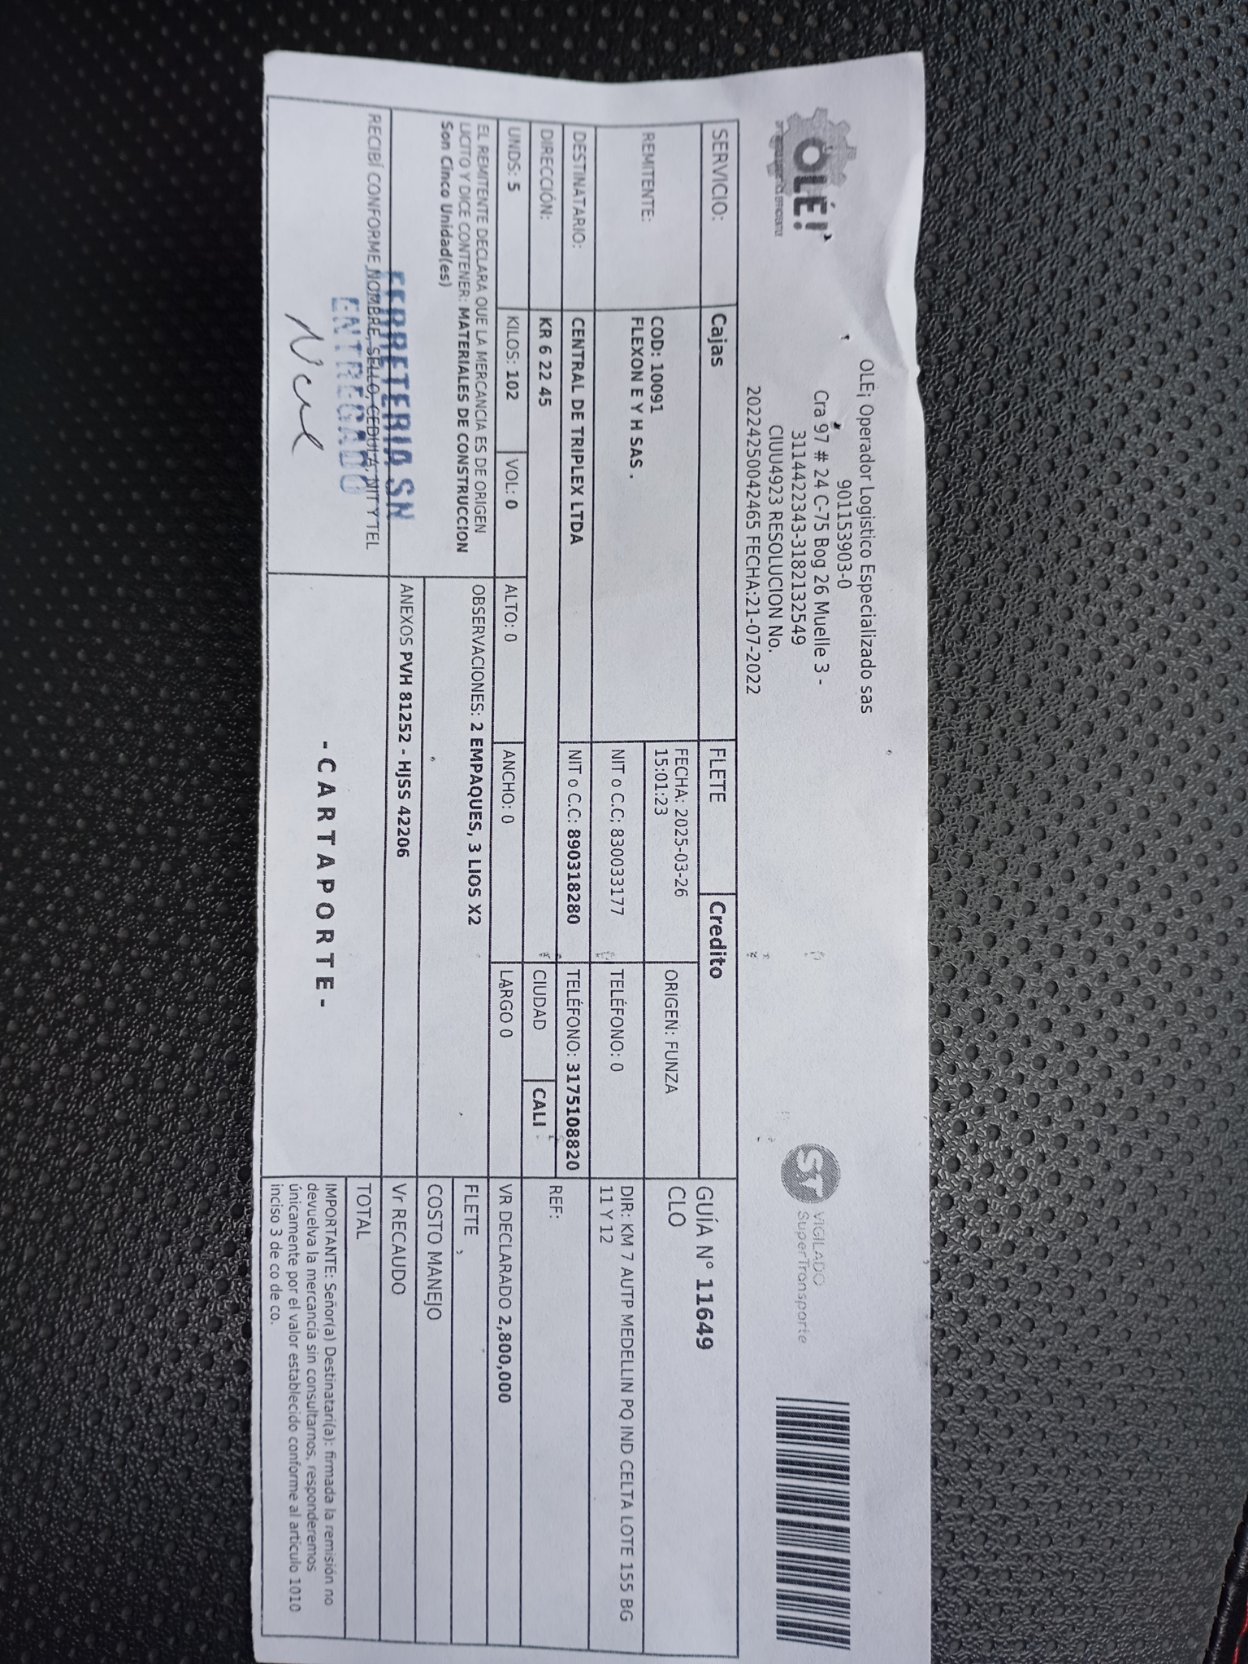 OLÉ!
OLE¡ Operador Logistico Especializado sas
901153903-0
Cra 97 # 24 C-75 Bog 26 Muelle 3 -
3114422343-3182132549
CIUU4923 RESOLUCION No.
20224250042465 FECHA:21-07-2022
ST VIGILADO
SuperTransporte
SERVICIO: Cajas FLETE Credito GUÍA N° 11649
CLO
REMITENTE: COD: 10091
FLEXON E Y H SAS .
FECHA: 2025-03-26
15:01:23
ORIGEN: FUNZA
NIT o C.C: 830033177 TELÉFONO: 0
DIR: KM 7 AUTP MEDELLIN PQ IND CELTA LOTE 155 BG
11 Y 12
DESTINATARIO: CENTRAL DE TRIPLEX LTDA NIT o C.C: 890318280 TELÉFONO: 3175108820
DIRECCIÓN: KR 6 22 45 CIUDAD CALI REF:
UNDS: 5 KILOS: 102 VOL: 0 ALTO: 0 ANCHO: 0 LARGO 0 VR DECLARADO 2,800,000
EL REMITENTE DECLARA QUE LA MERCANCIA ES DE ORIGEN
LICITO Y DICE CONTENER: MATERIALES DE CONSTRUCCION
Son Cinco Unidad(es)
OBSERVACIONES: 2 EMPAQUES, 3 LIOS X2
FLETE
COSTO MANEJO
ANEXOS PVH 81252 - HJSS 42206
Vr RECAUDO
TOTAL
RECIBÍ CONFORME NOMBRE, SELLO, CEDULA, NIT Y TEL
FERRETERIA SN
ENTREGADO
- C A R T A P O R T E -
IMPORTANTE: Señor(a) Destinatari(a): firmada la remisión no
devuelva la mercancía sin consultarnos, responderemos
únicamente por el valor establecido conforme al artículo 1010
inciso 3 de co de co.